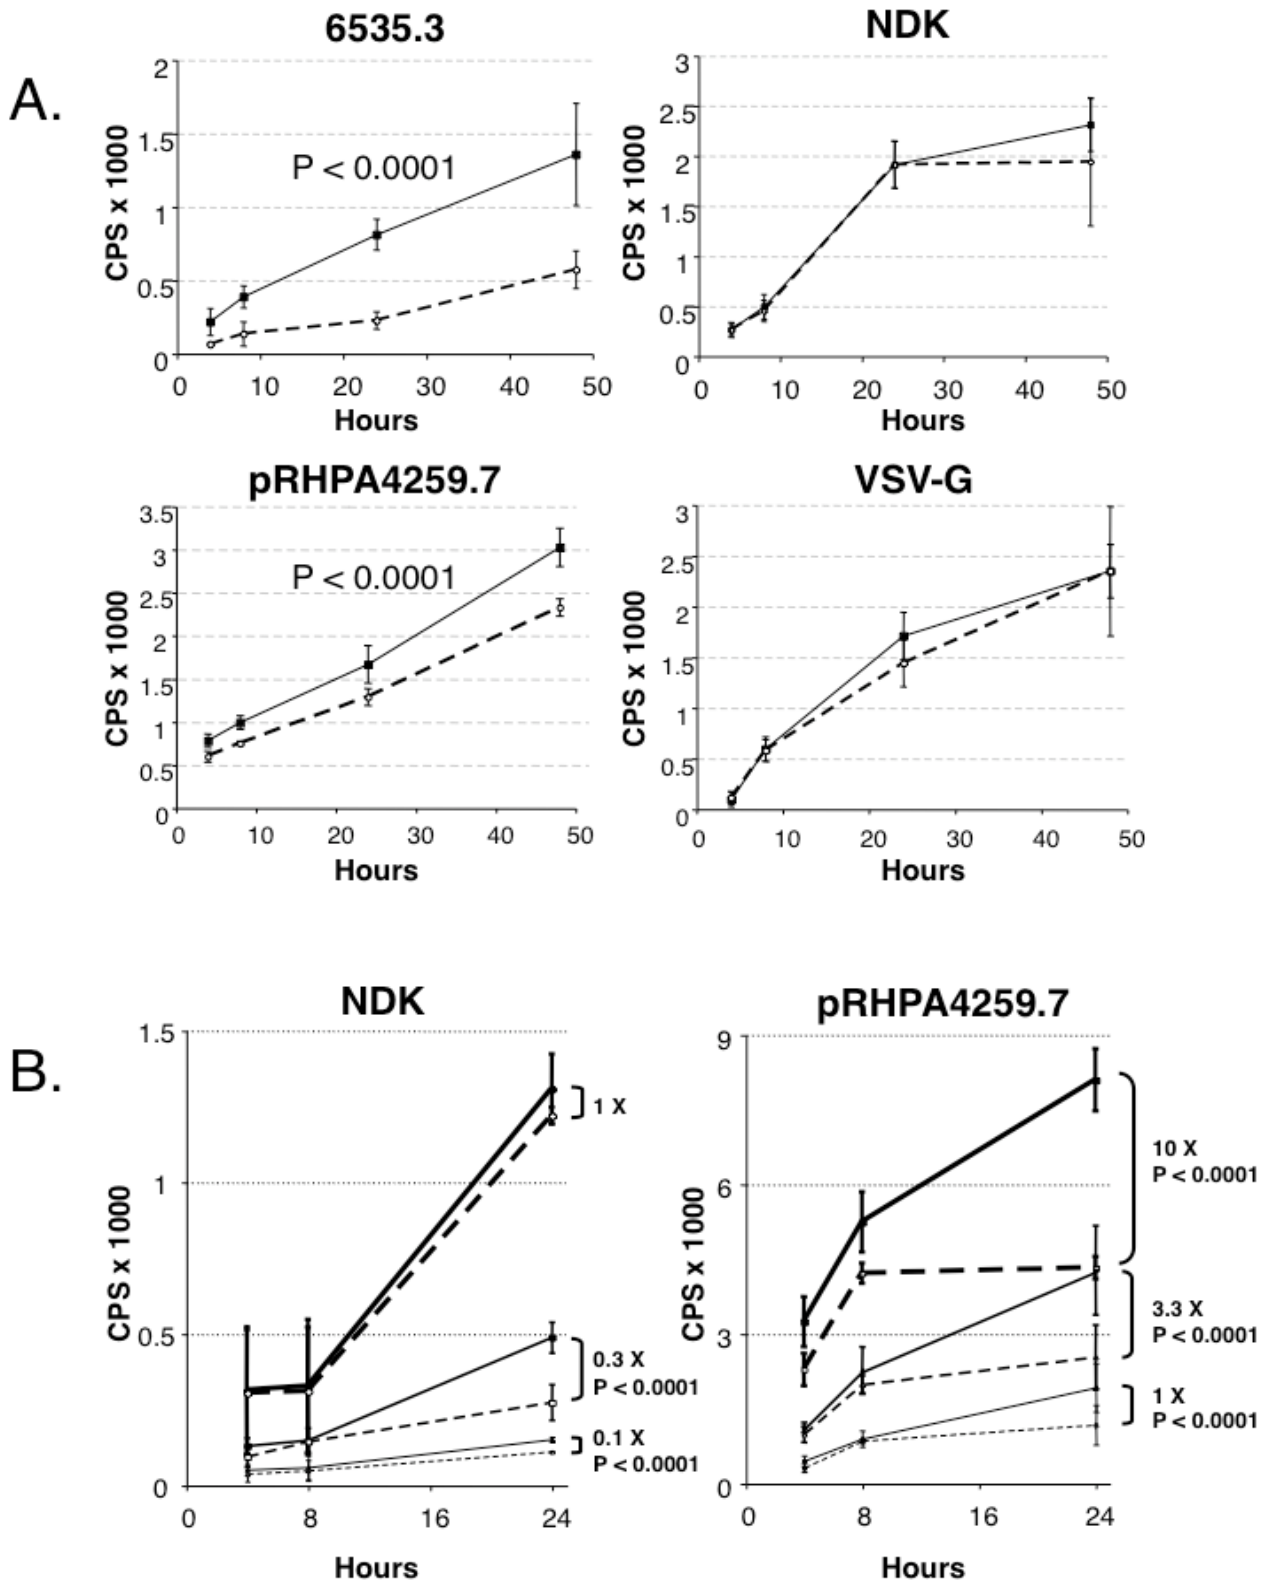 A.
6535.3
CPS x 1000
2
1.5
1
0.5
0
P < 0.0001
0 10 20 30 40 50
Hours
NDK
CPS x 1000
3
2.5
2
1.5
1
0.5
0
0 10 20 30 40 50
Hours
pRHPA4259.7
CPS x 1000
3.5
3
2.5
2
1.5
1
0.5
0
P < 0.0001
0 10 20 30 40 50
Hours
VSV-G
CPS x 1000
3
2.5
2
1.5
1
0.5
0
0 10 20 30 40 50
Hours
B.
NDK
CPS x 1000
1.5
1
0.5
0
1 X
0.3 X
P < 0.0001
0.1 X
P < 0.0001
0 8 16 24
Hours
pRHPA4259.7
CPS x 1000
9
6
3
0
10 X
P < 0.0001
3.3 X
P < 0.0001
1 X
P < 0.0001
0 8 16 24
Hours